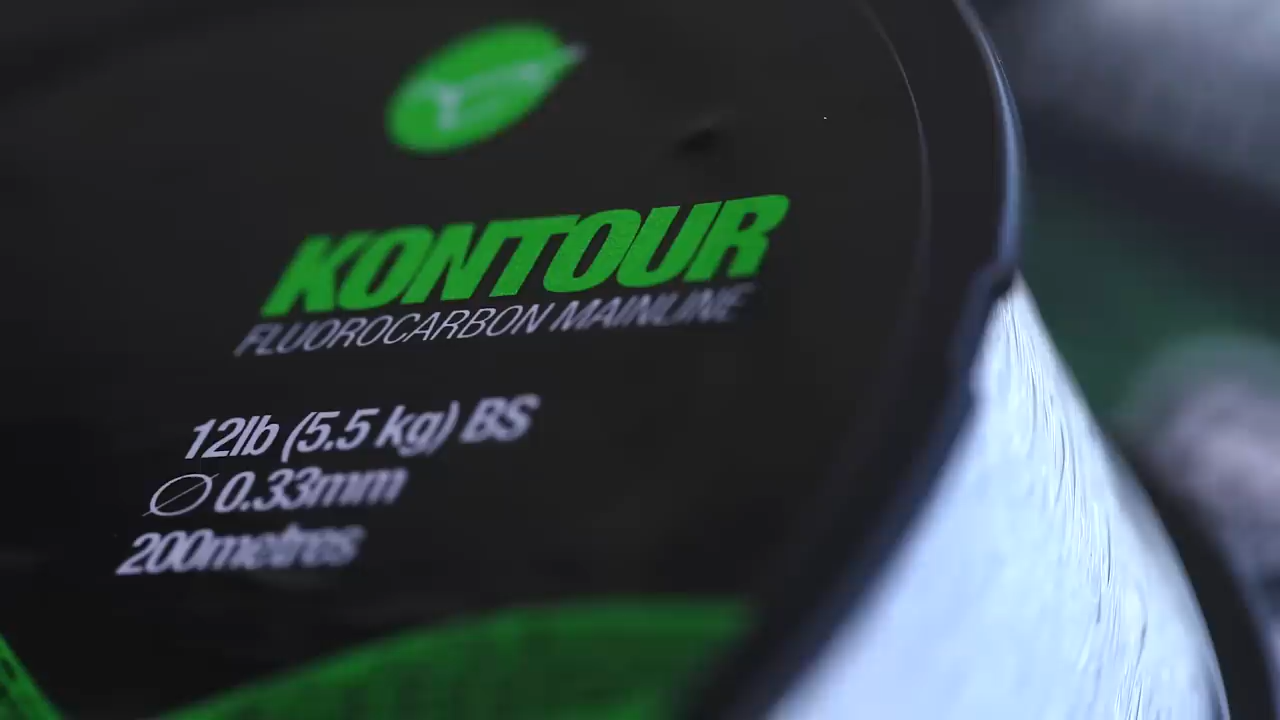 KONTOUR
FLUOROCARBON MAINLINE
12lb (5.5 kg) BS
Ø 0.33mm
200metres